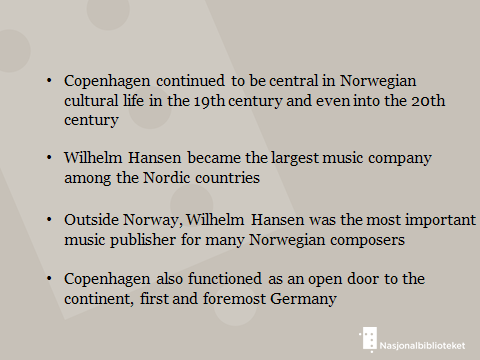 • Copenhagen continued to be central in Norwegian
cultural life in the 19th century and even into the 20th
century
• Wilhelm Hansen became the largest music company
among the Nordic countries
• Outside Norway, Wilhelm Hansen was the most important
music publisher for many Norwegian composers
• Copenhagen also functioned as an open door to the
continent, first and foremost Germany
Nasjonalbiblioteket